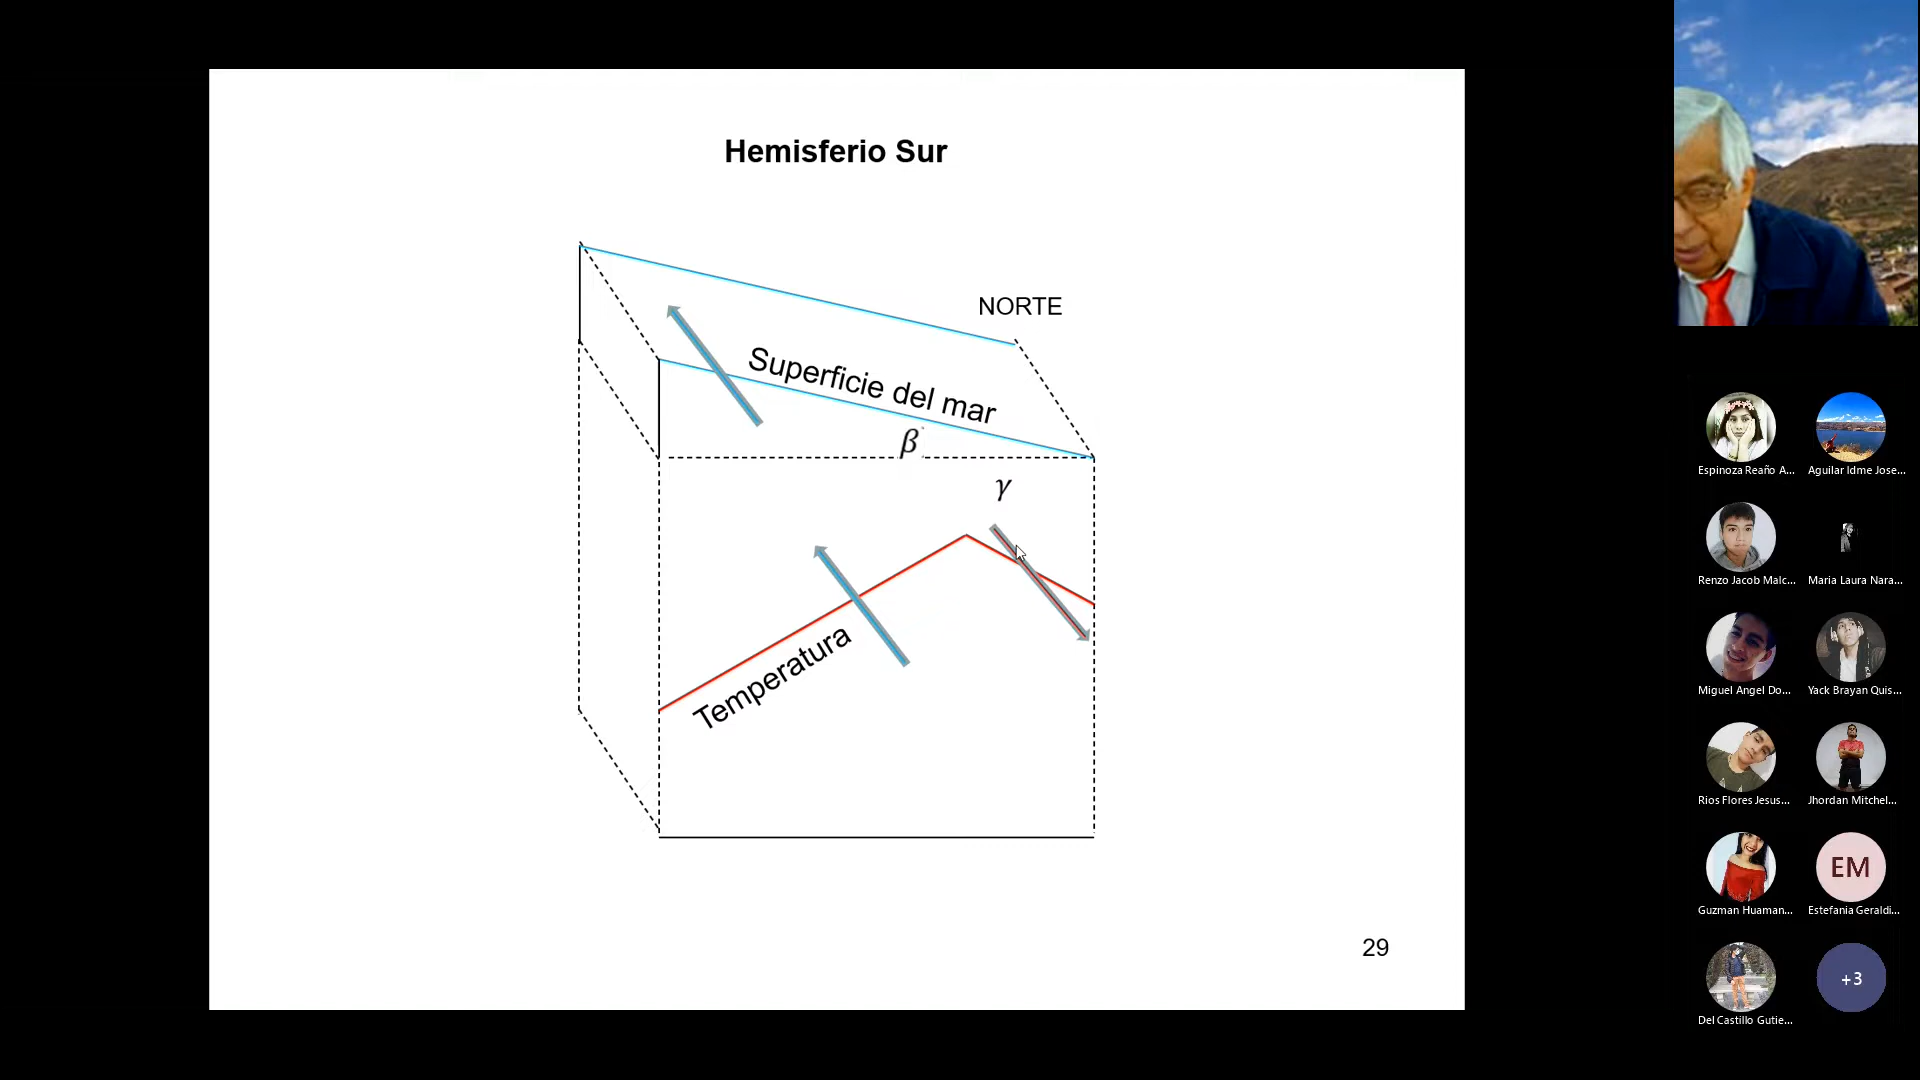 Hemisferio Sur
NORTE
Superficie del mar
β
γ
Temperatura
29
Espinoza Reaño A...
Aguilar Idme Jose...
Renzo Jacob Malc...
Maria Laura Nara...
Miguel Angel Do...
Yack Brayan Quis...
Rios Flores Jesus...
Jhordan Mitchel...
Guzman Huaman...
EM
Estefania Geraldi...
Del Castillo Gutie...
+3